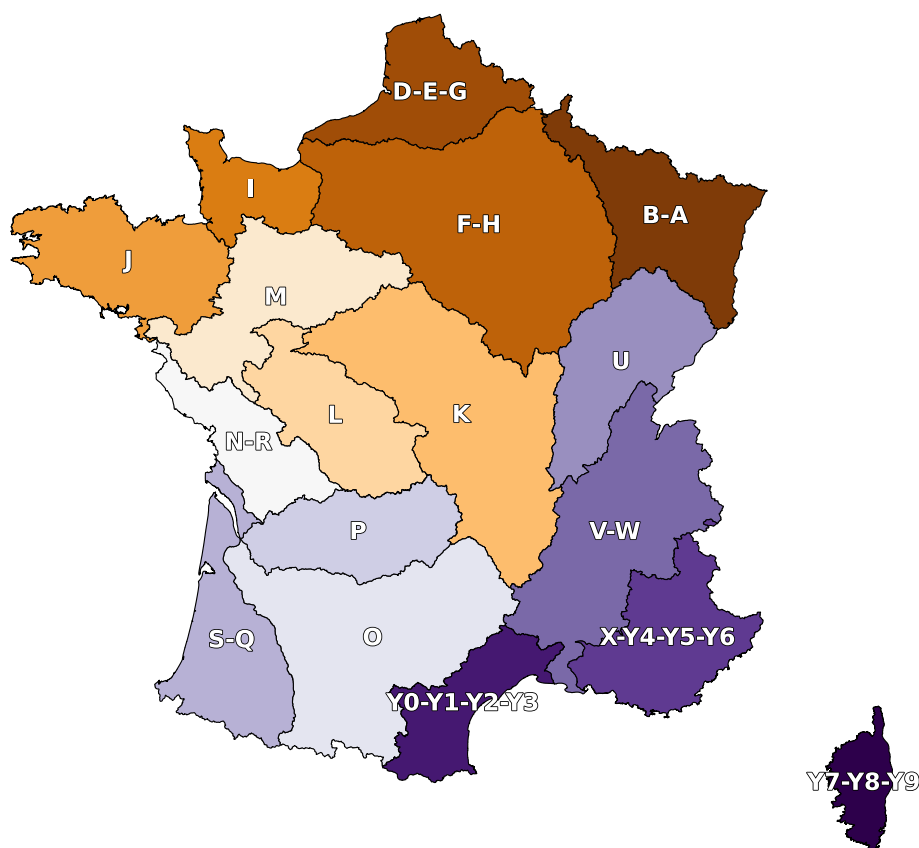 D-E-G
I
B-A
F-H
J
M
U
L
K
N-R
P
V-W
S-Q
O
X-Y4-Y5-Y6
Y0-Y1-Y2-Y3
Y7-Y8-Y9